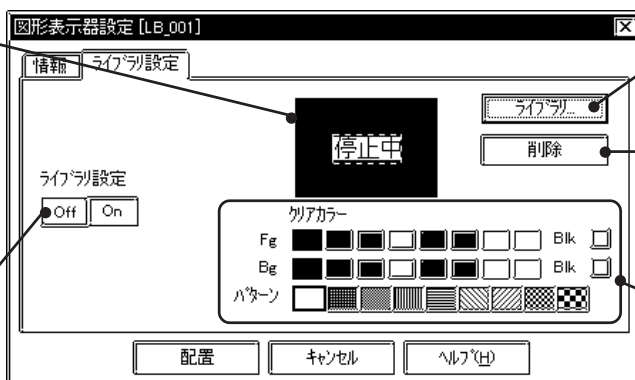 図形表示器設定 [LB_001]
情報 ライブラリ設定
停止中
ライブラリ...
削除
ライブラリ設定
Off On
クリアカラー
Fg Blk
Bg Blk
パターン
配置 キャンセル ヘルプ(H)